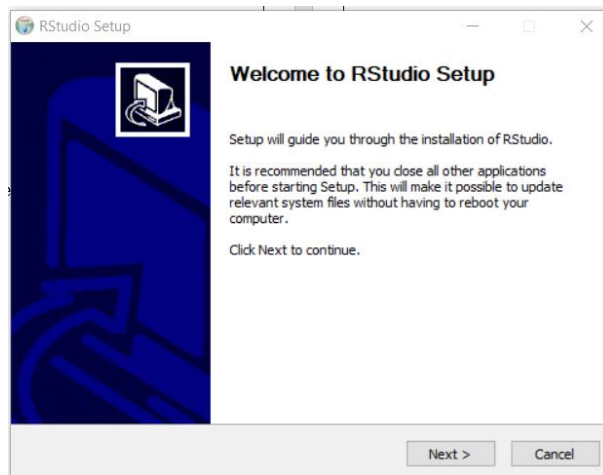 RStudio Setup
Welcome to RStudio Setup
Setup will guide you through the installation of RStudio.
It is recommended that you close all other applications
before starting Setup. This will make it possible to update
relevant system files without having to reboot your
computer.
Click Next to continue.
Next >
Cancel